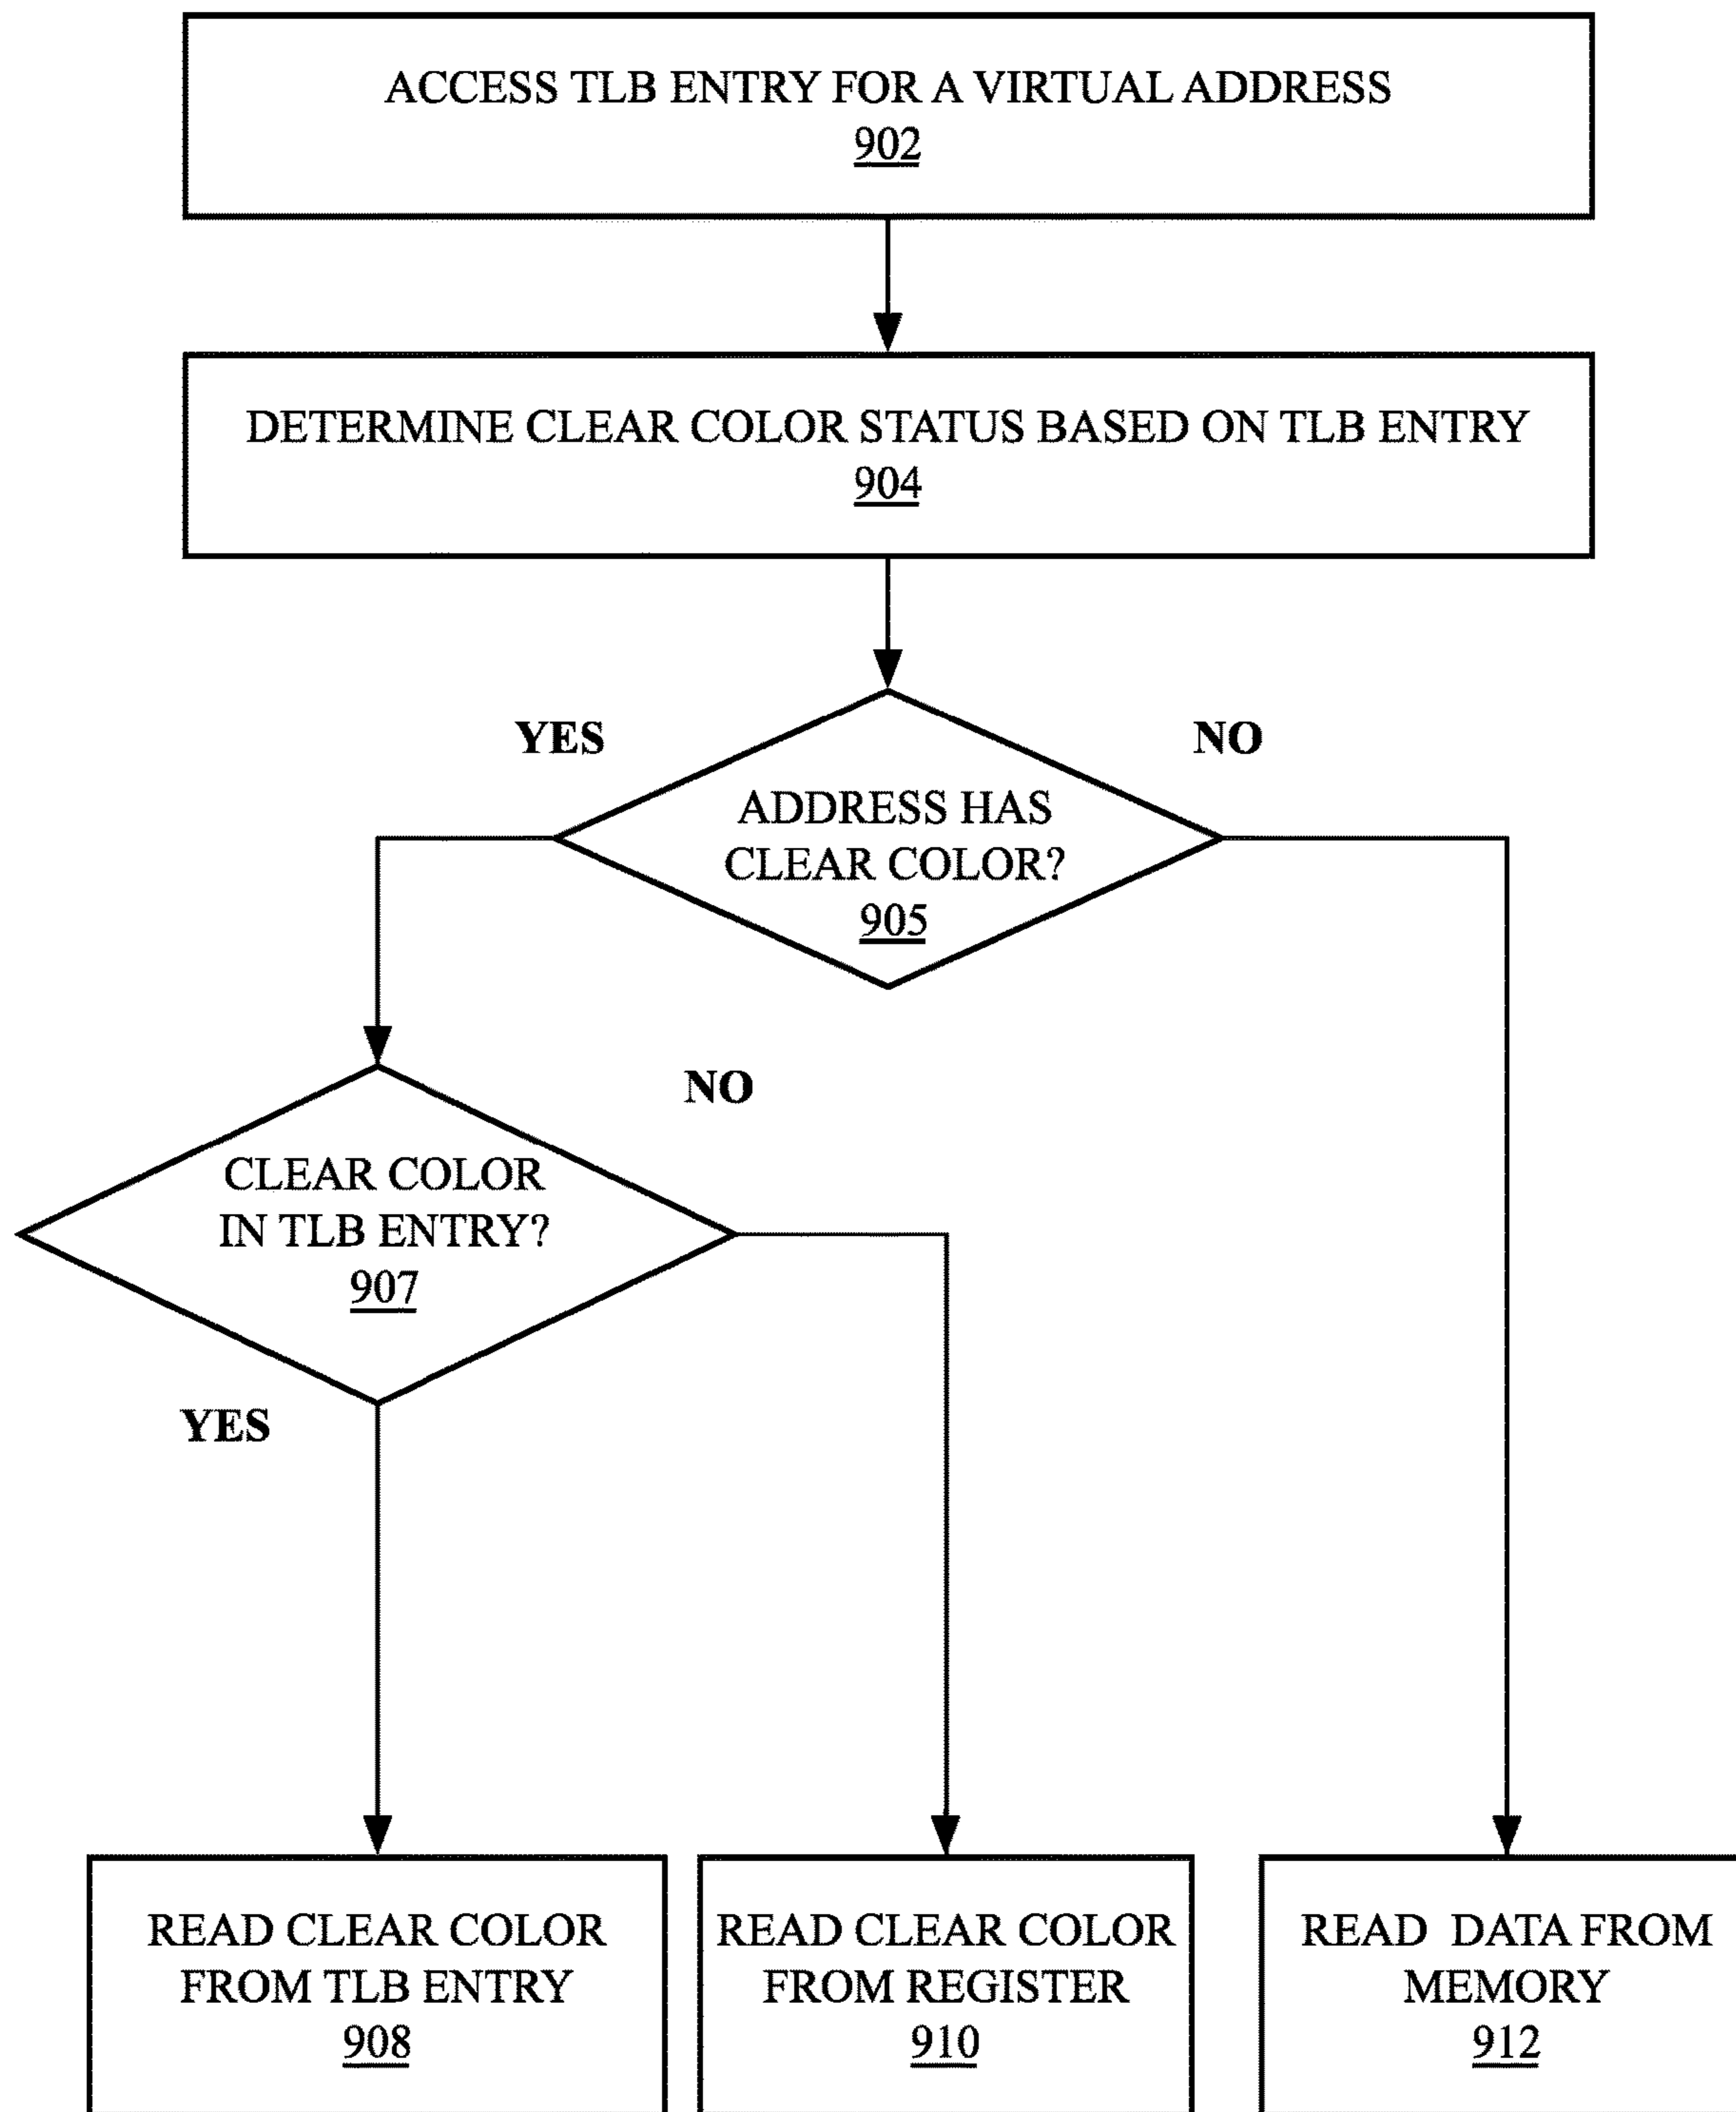 ACCESS TLB ENTRY FOR A VIRTUAL ADDRESS
902
DETERMINE CLEAR COLOR STATUS BASED ON TLB ENTRY
904
YES
NO
ADDRESS HAS
CLEAR COLOR?
905
NO
CLEAR COLOR
IN TLB ENTRY?
907
YES
READ CLEAR COLOR
FROM TLB ENTRY
908
READ CLEAR COLOR
FROM REGISTER
910
READ DATA FROM
MEMORY
912